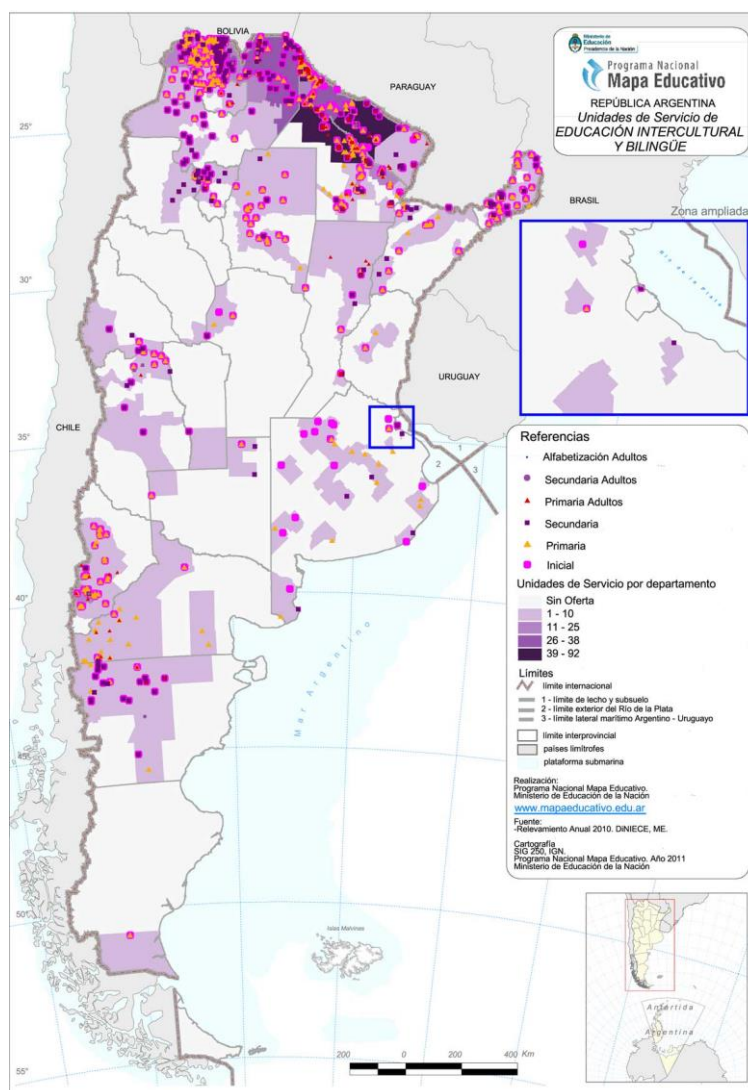 BOLIVIA
PARAGUAY
BRASIL
URUGUAY
CHILE
Ministerio de
Educación
Presidencia de la Nación
Programa Nacional
Mapa Educativo
REPÚBLICA ARGENTINA
Unidades de Servicio de
EDUCACIÓN INTERCULTURAL
Y BILINGÜE
Zona ampliada
Río de la Plata
25°
30°
35°
40°
45°
50°
55°
1
2
3
Mar Argentino
Islas Malvinas
Referencias
Alfabetización Adultos
Secundaria Adultos
Primaria Adultos
Secundaria
Primaria
Inicial
Unidades de Servicio por departamento
Sin Oferta
1 - 10
11 - 25
26 - 38
39 - 92
Límites
límite internacional
1 - límite de lecho y subsuelo
2 - límite exterior del Río de la Plata
3 - límite lateral marítimo Argentino - Uruguayo
límite interprovincial
países limítrofes
plataforma submarina
Realización:
Programa Nacional Mapa Educativo.
Ministerio de Educación de la Nación
www.mapaeducativo.edu.ar
Fuente:
-Relevamiento Anual 2010. DiNIECE, ME.
Cartografía
SIG 250, IGN.
Programa Nacional Mapa Educativo. Año 2011
Ministerio de Educación de la Nación
Antártida
Argentina
200 0 200 400 Km